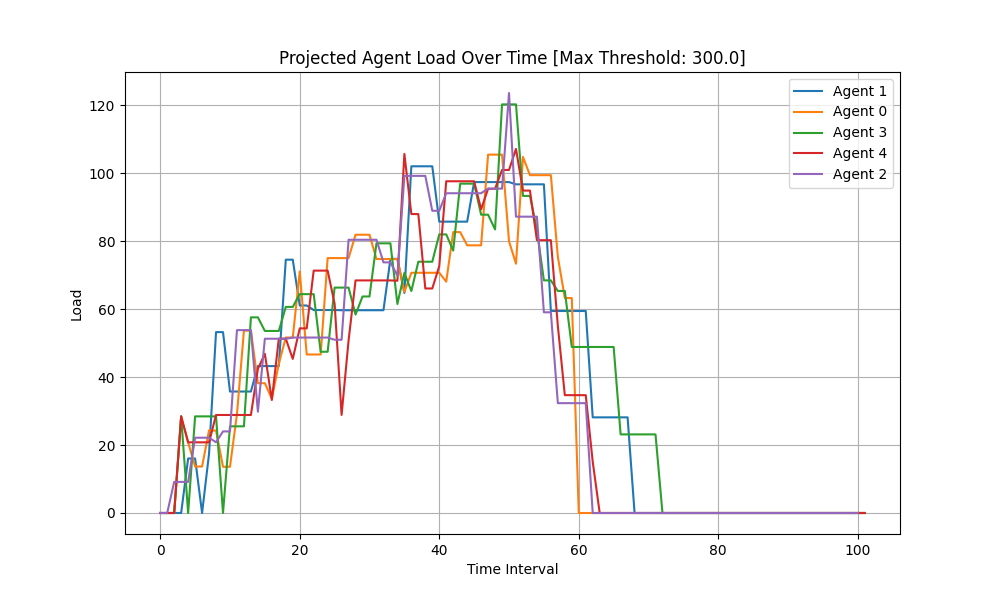 Projected Agent Load Over Time [Max Threshold: 300.0]
120
100
80
60
40
20
0
Load
Agent 1
Agent 0
Agent 3
Agent 4
Agent 2
0 20 40 60 80 100
Time Interval